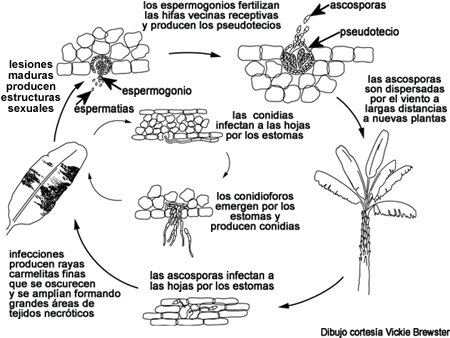 los espermogonios fertilizan
las hifas vecinas receptivas
y producen los pseudotecios
ascosporas
pseudotecio
lesiones
maduras
producen
estructuras
sexuales
espermogonio
espermatias
las ascosporas
son dispersadas
por el viento a
largas distancias
a nuevas plantas
las conidias
infectan a las hojas
por los estomas
los conidioforos
emergen por los
estomas y
producen conidias
infecciones
producen rayas
carmelitas finas
que se oscurecen
y se amplían formando
grandes áreas de
tejidos necróticos
las ascosporas infectan a
las hojas por los estomas
Dibujo cortesía Vickie Brewster